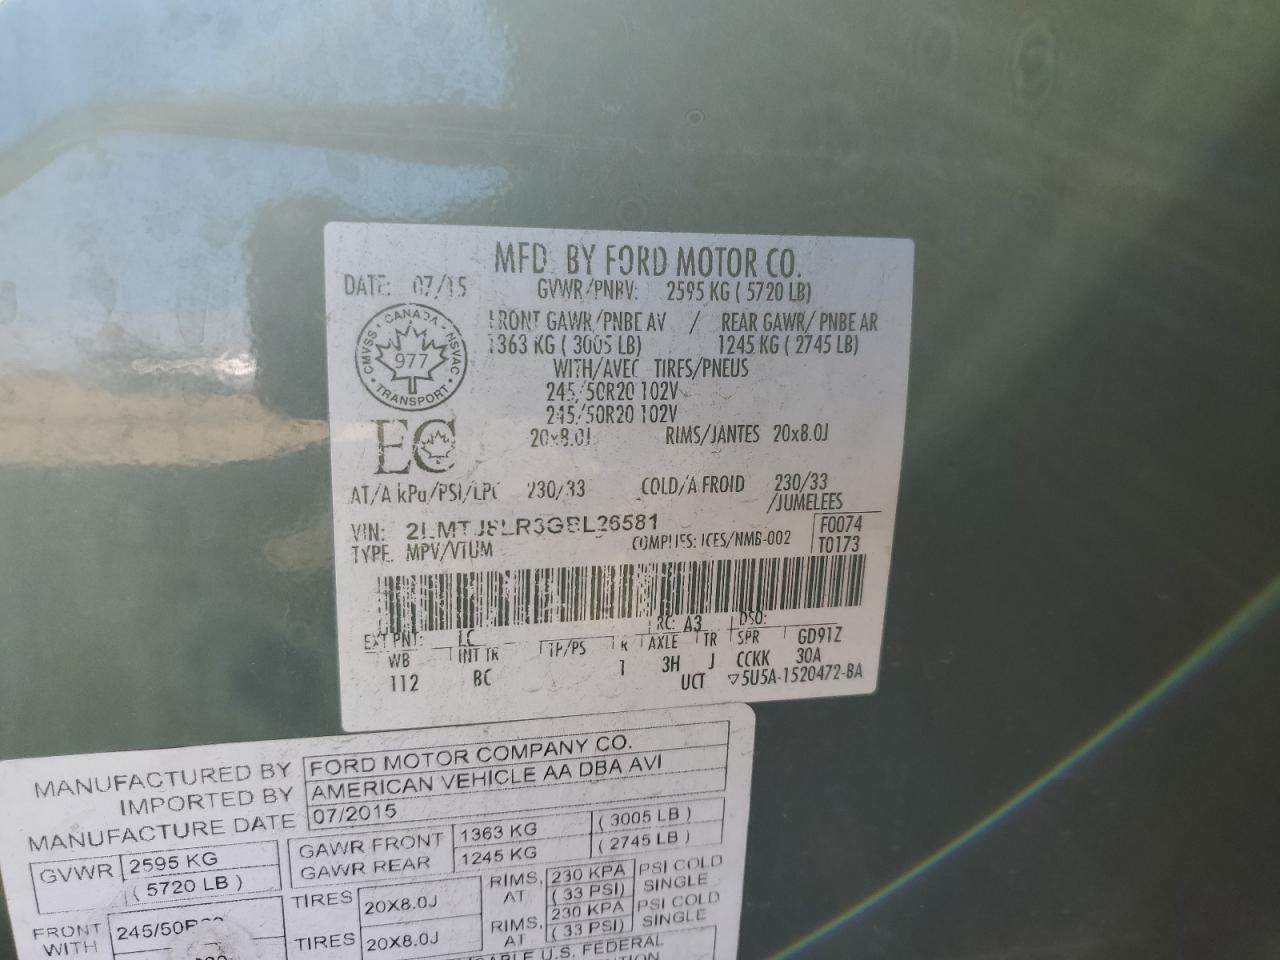 MFD. BY FORD MOTOR CO.
DATE: 07/15 GVWR/PNBV: 2595 KG ( 5720 LB)
FRONT GAWR/PNBE AV / REAR GAWR/ PNBE AR
1363 KG ( 3005 LB) 1245 KG ( 2745 LB)
CMVSS · CANADA · NSVAC · TRANSPORT ·
977
WITH/AVEC TIRES/PNEUS
245/50R20 102V
245/50R20 102V
EC
20x8.0J RIMS/JANTES 20x8.0J
AT/A kPa/PSI/LPC 230/33 COLD/A FROID 230/33
/JUMELEES
VIN: 2LMTJ8LR3GBL26581 F0074
TYPE: MPV/VTUM COMPLIES: ICES/NMB-002 T0173
EXT PNT: LC RC: A3 DSO:
WB INT TR TP/PS R AXLE TR SPR GD91Z
112 BC 1 3H J CCKK 30A
UCT ▽5U5A-1520472-BA
MANUFACTURED BY FORD MOTOR COMPANY CO.
IMPORTED BY AMERICAN VEHICLE AA DBA AVI
MANUFACTURE DATE 07/2015
GVWR 2595 KG ( 5720 LB )
GAWR FRONT 1363 KG ( 3005 LB )
GAWR REAR 1245 KG ( 2745 LB )
FRONT WITH 245/50R20
TIRES 20X8.0J RIMS, AT 230 KPA ( 33 PSI) PSI COLD SINGLE
TIRES 20X8.0J RIMS, AT 230 KPA ( 33 PSI) PSI COLD SINGLE
U.S. FEDERAL